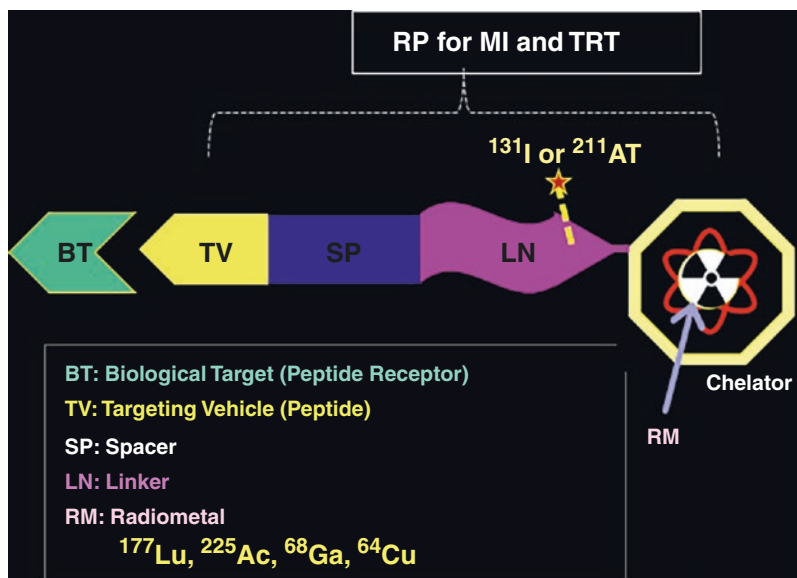 RP for MI and TRT
¹³¹I or ²¹¹AT
BT
TV
SP
LN
Chelator
RM
BT: Biological Target (Peptide Receptor)
TV: Targeting Vehicle (Peptide)
SP: Spacer
LN: Linker
RM: Radiometal
¹⁷⁷Lu, ²²⁵Ac, ⁶⁸Ga, ⁶⁴Cu